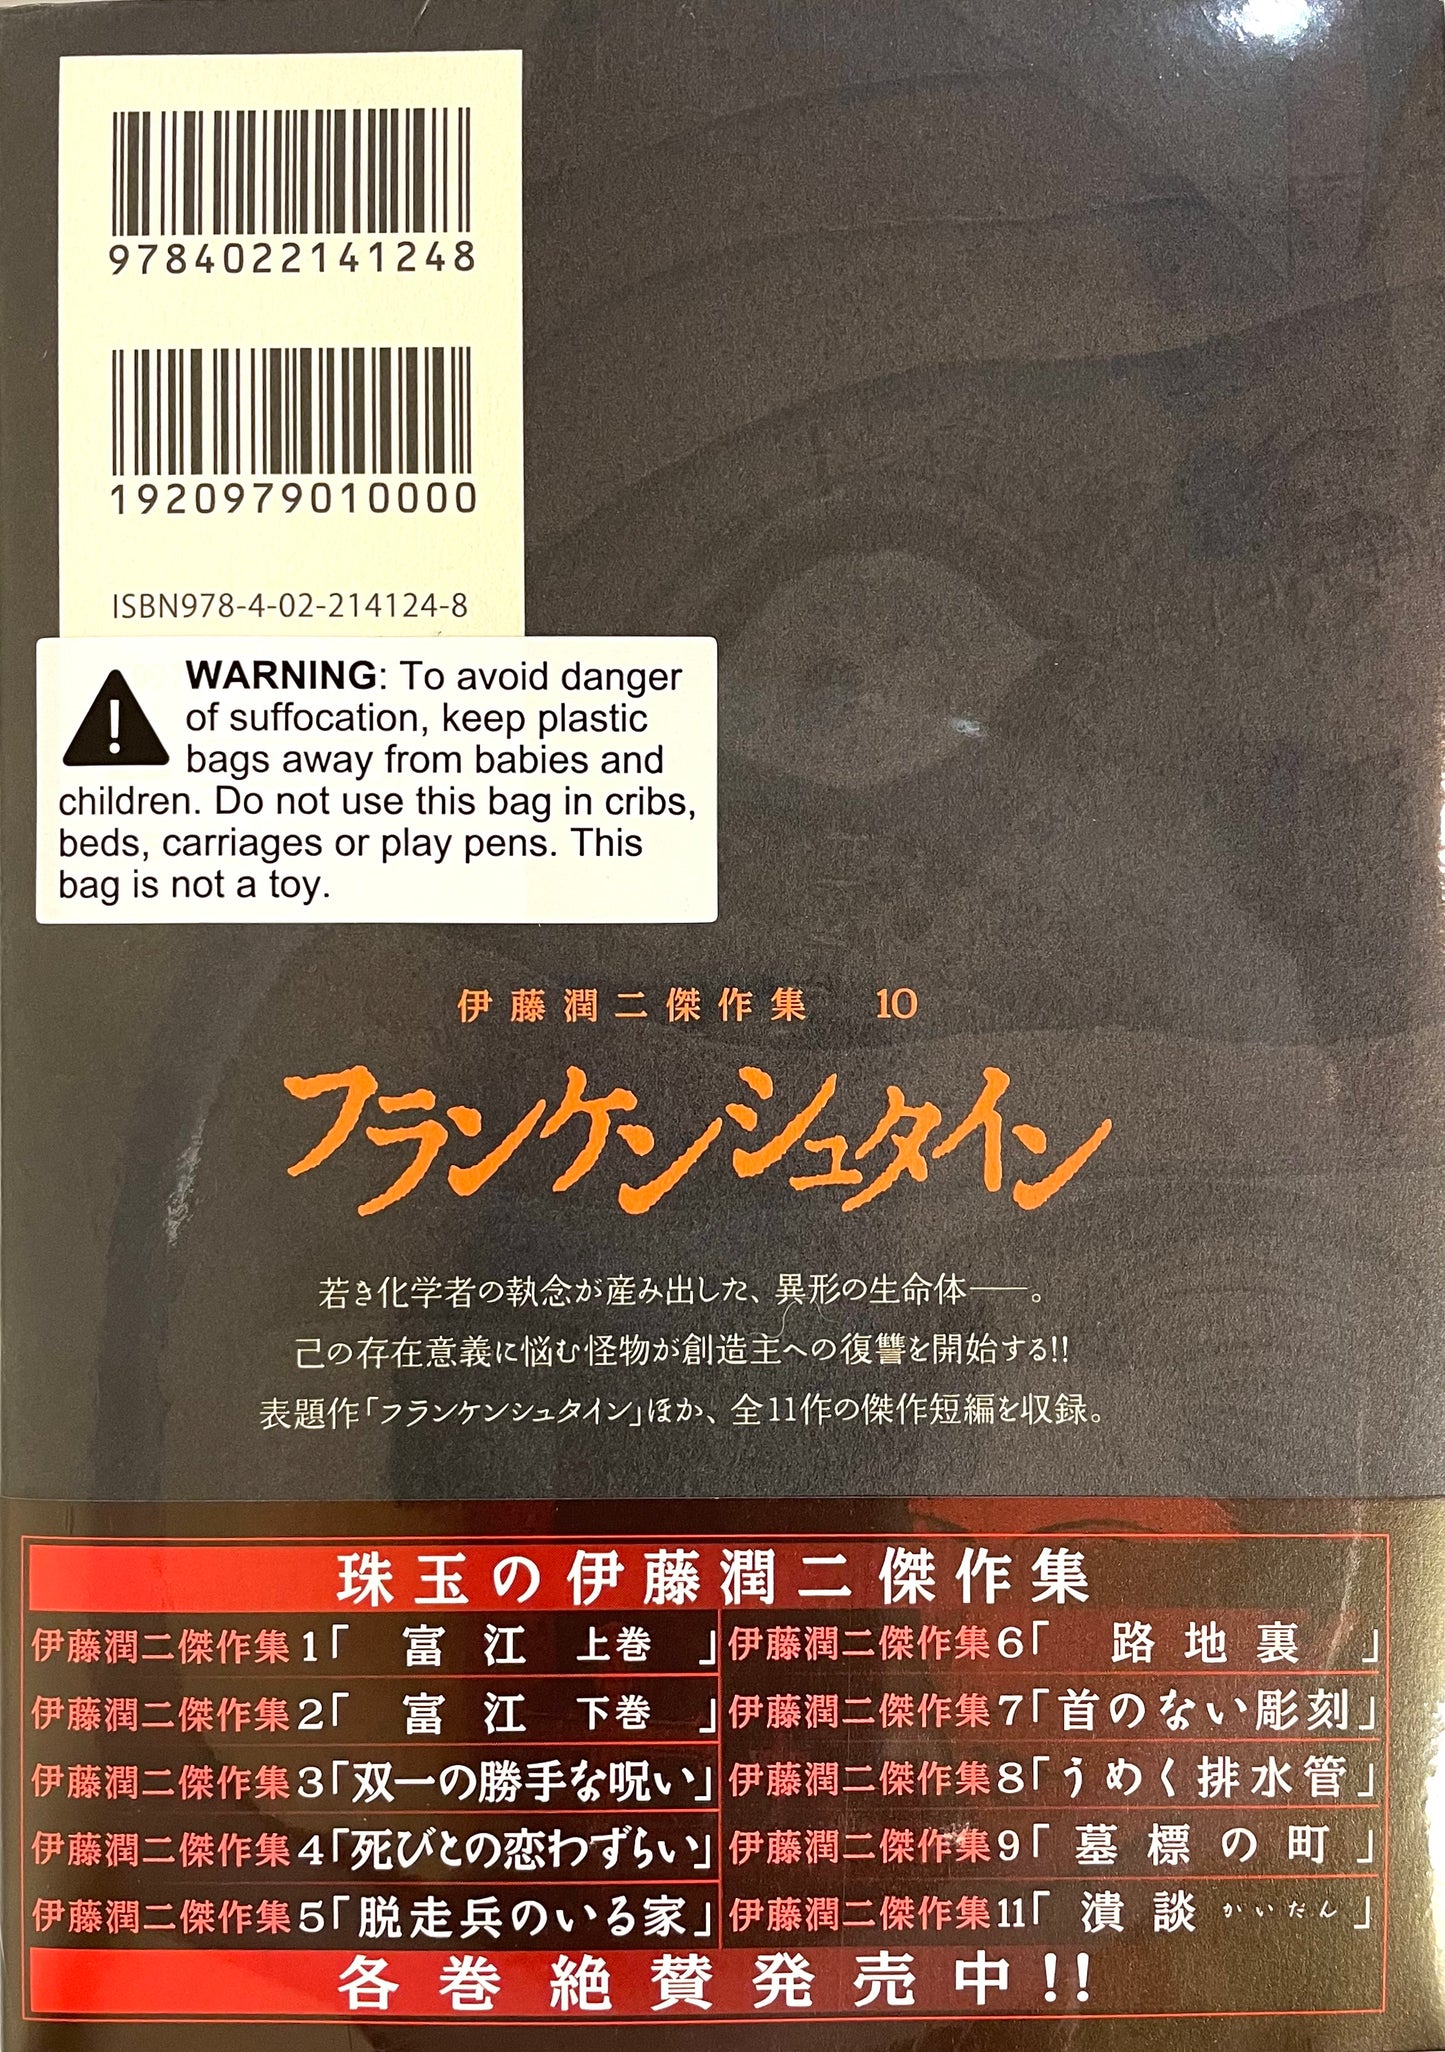 9784022141248
1920979010000
ISBN978-4-02-214124-8
WARNING: To avoid danger
of suffocation, keep plastic
bags away from babies and
children. Do not use this bag in cribs,
beds, carriages or play pens. This
bag is not a toy.
伊藤潤二傑作集 10
フランケンシュタイン
若き化学者の執念が産み出した、異形の生命体——。
己の存在意義に悩む怪物が創造主への復讐を開始する!!
表題作「フランケンシュタイン」ほか、全11作の傑作短編を収録。
珠玉の伊藤潤二傑作集
伊藤潤二傑作集1「富江 上巻」
伊藤潤二傑作集2「富江 下巻」
伊藤潤二傑作集3「双一の勝手な呪い」
伊藤潤二傑作集4「死びとの恋わずらい」
伊藤潤二傑作集5「脱走兵のいる家」
伊藤潤二傑作集6「路地裏」
伊藤潤二傑作集7「首のない彫刻」
伊藤潤二傑作集8「うめく排水管」
伊藤潤二傑作集9「墓標の町」
伊藤潤二傑作集11「潰談 かいだん」
各巻絶賛発売中!!